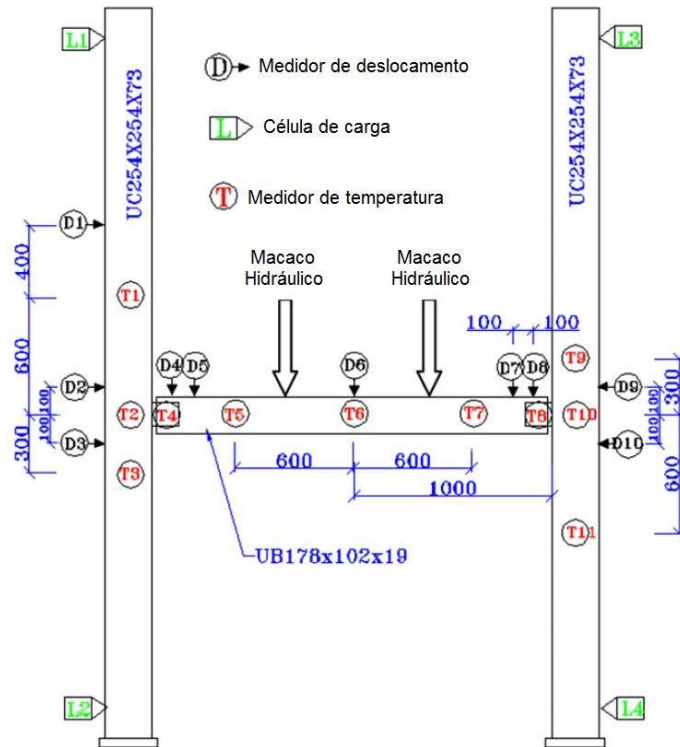 L1
L3
UC254X254X73
UC254X254X73
D Medidor de deslocamento
L Célula de carga
T Medidor de temperatura
D1
400
T1
Macaco
Hidráulico
Macaco
Hidráulico
600
100
100
D2
D4
D5
D6
D7
D8
T9
D9
300
100
100
T2
T4
T5
T6
T7
T8
T10
100
100
D3
D10
300
T3
600
600
1000
600
T11
UB178x102x19
L2
L4